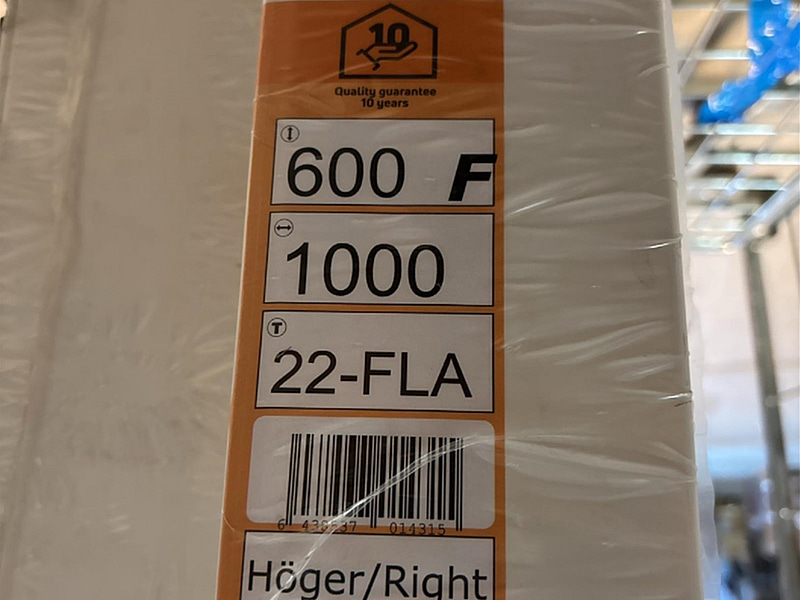 10
Quality guarantee
10 years
600 F
1000
T
22-FLA
014315
Höger/Right